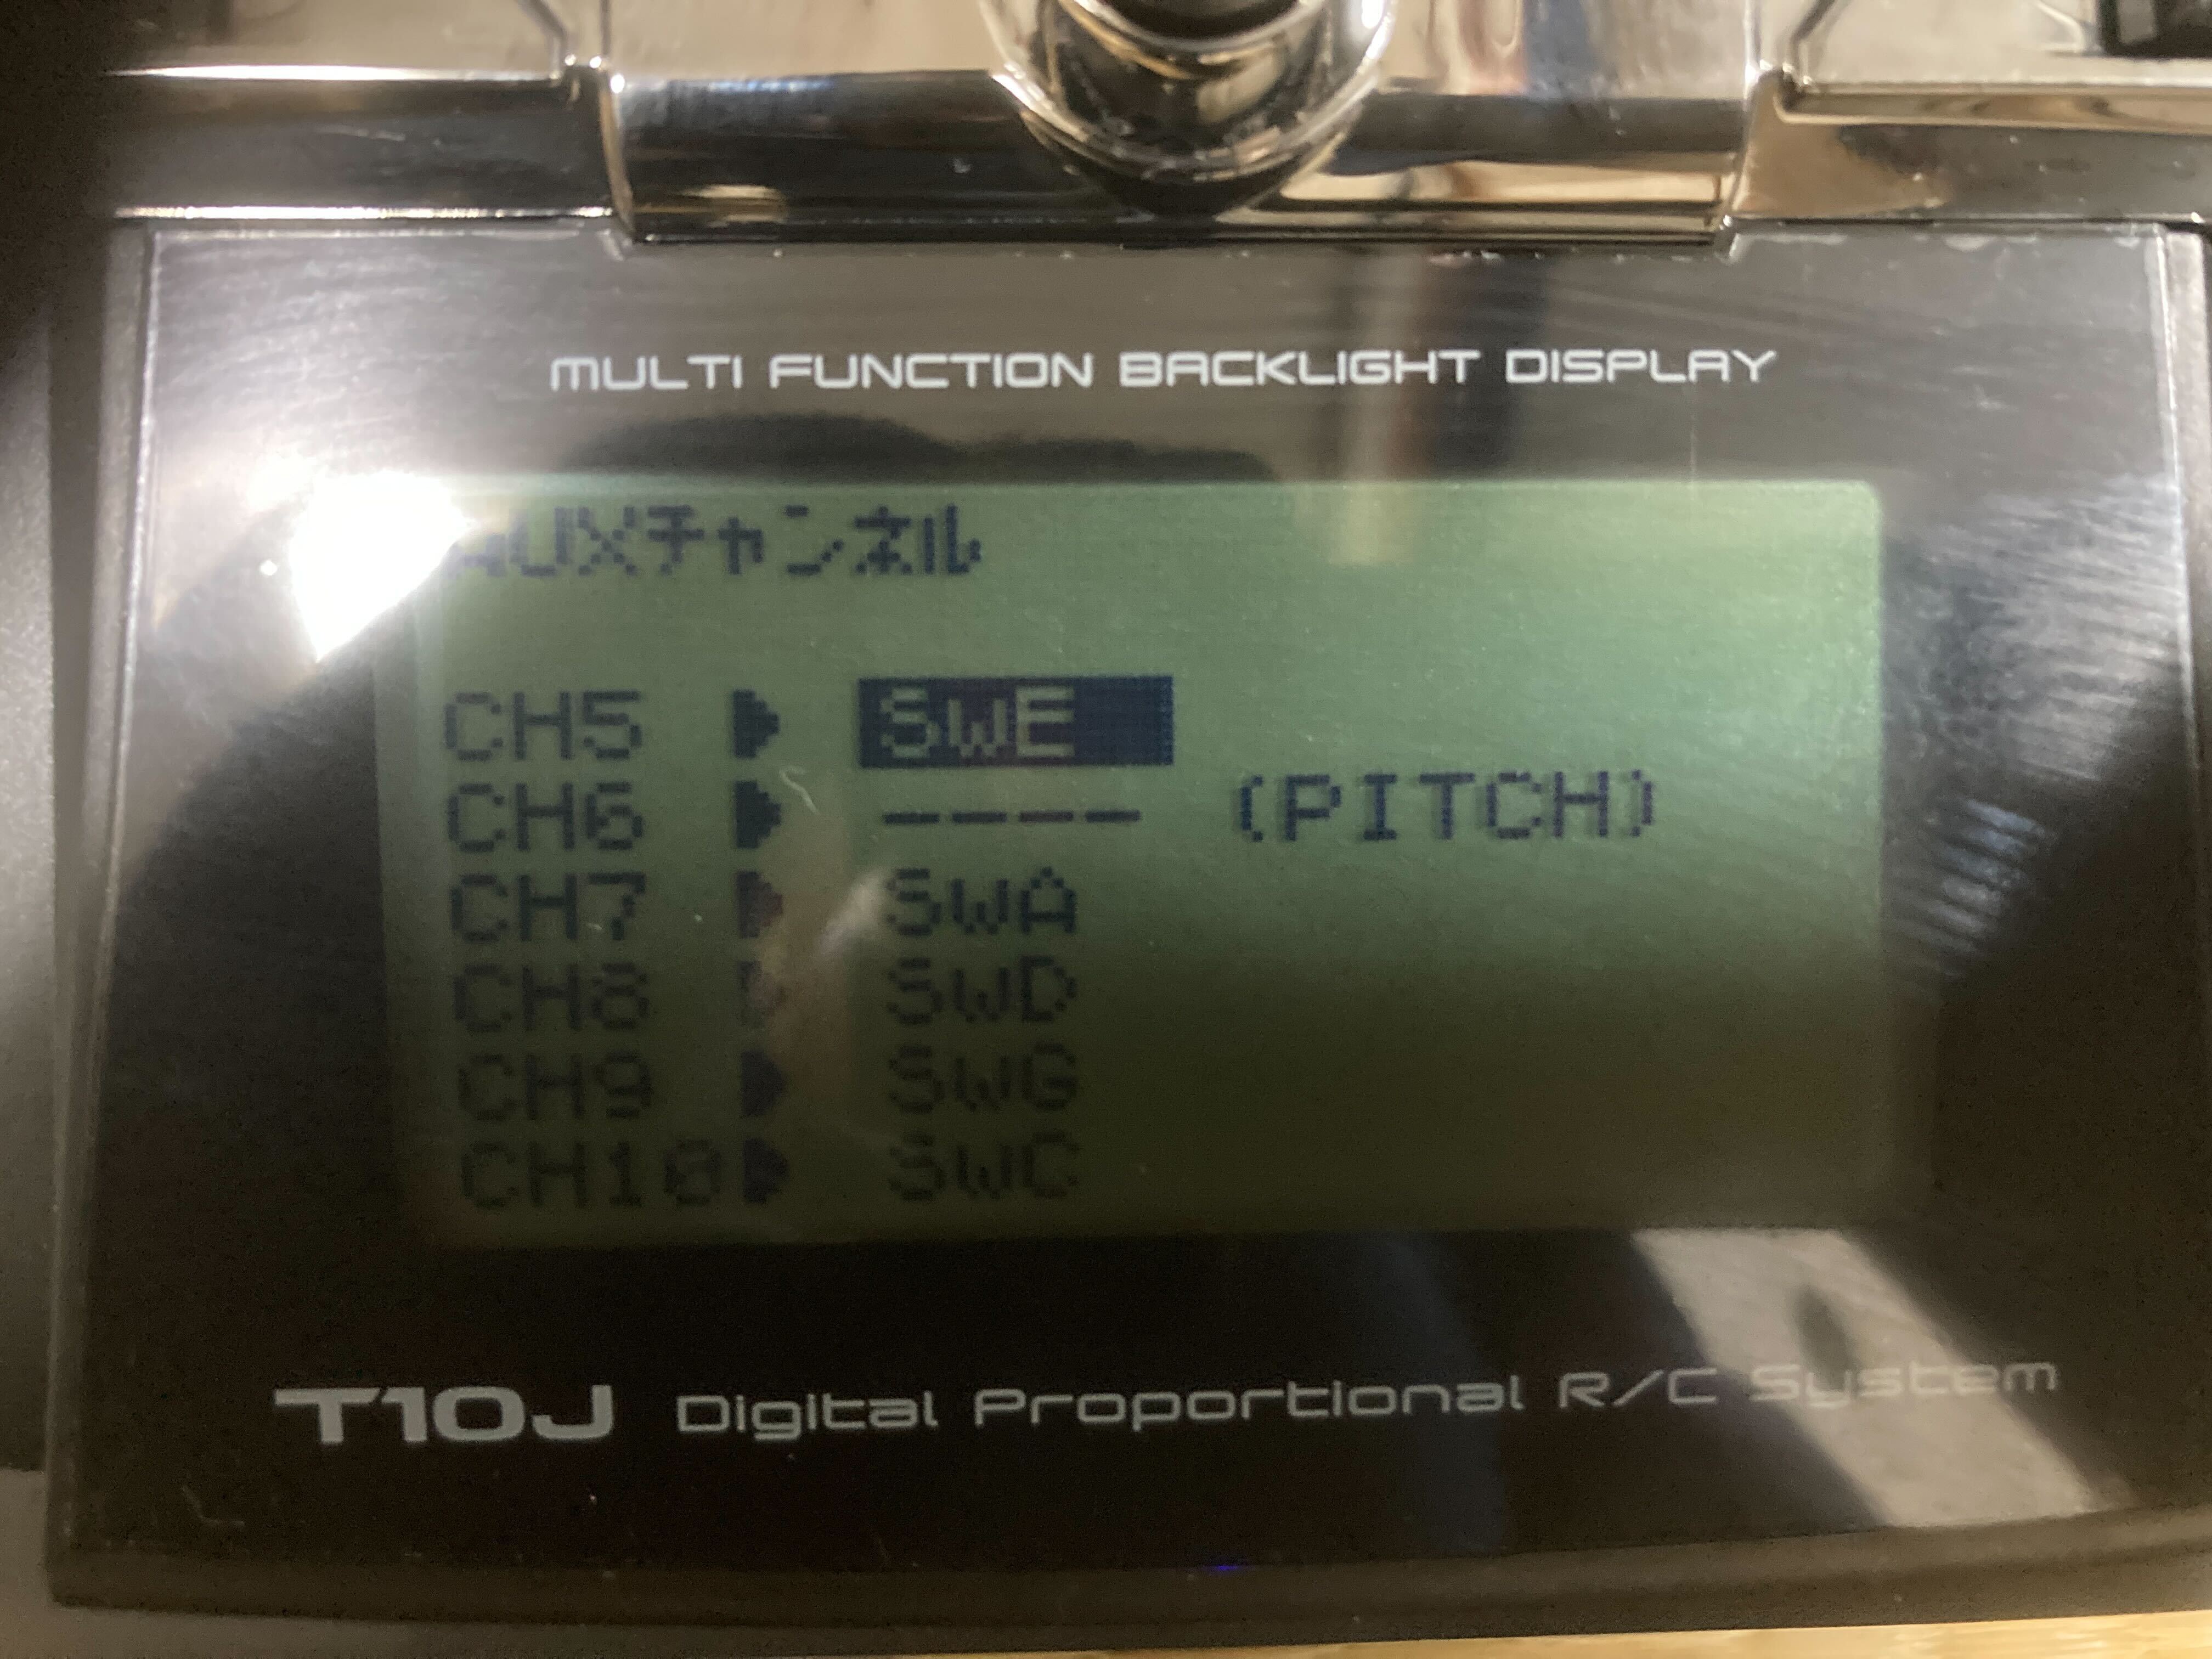 MULTI FUNCTION BACKLIGHT DISPLAY
AUXチャンネル
CH5 ▶ SWE
CH6 ▶ ---- (PITCH)
CH7 ▶ SWA
CH8 ▶ SWD
CH9 ▶ SWG
CH10▶ SWC
T10J Digital Proportional R/C System